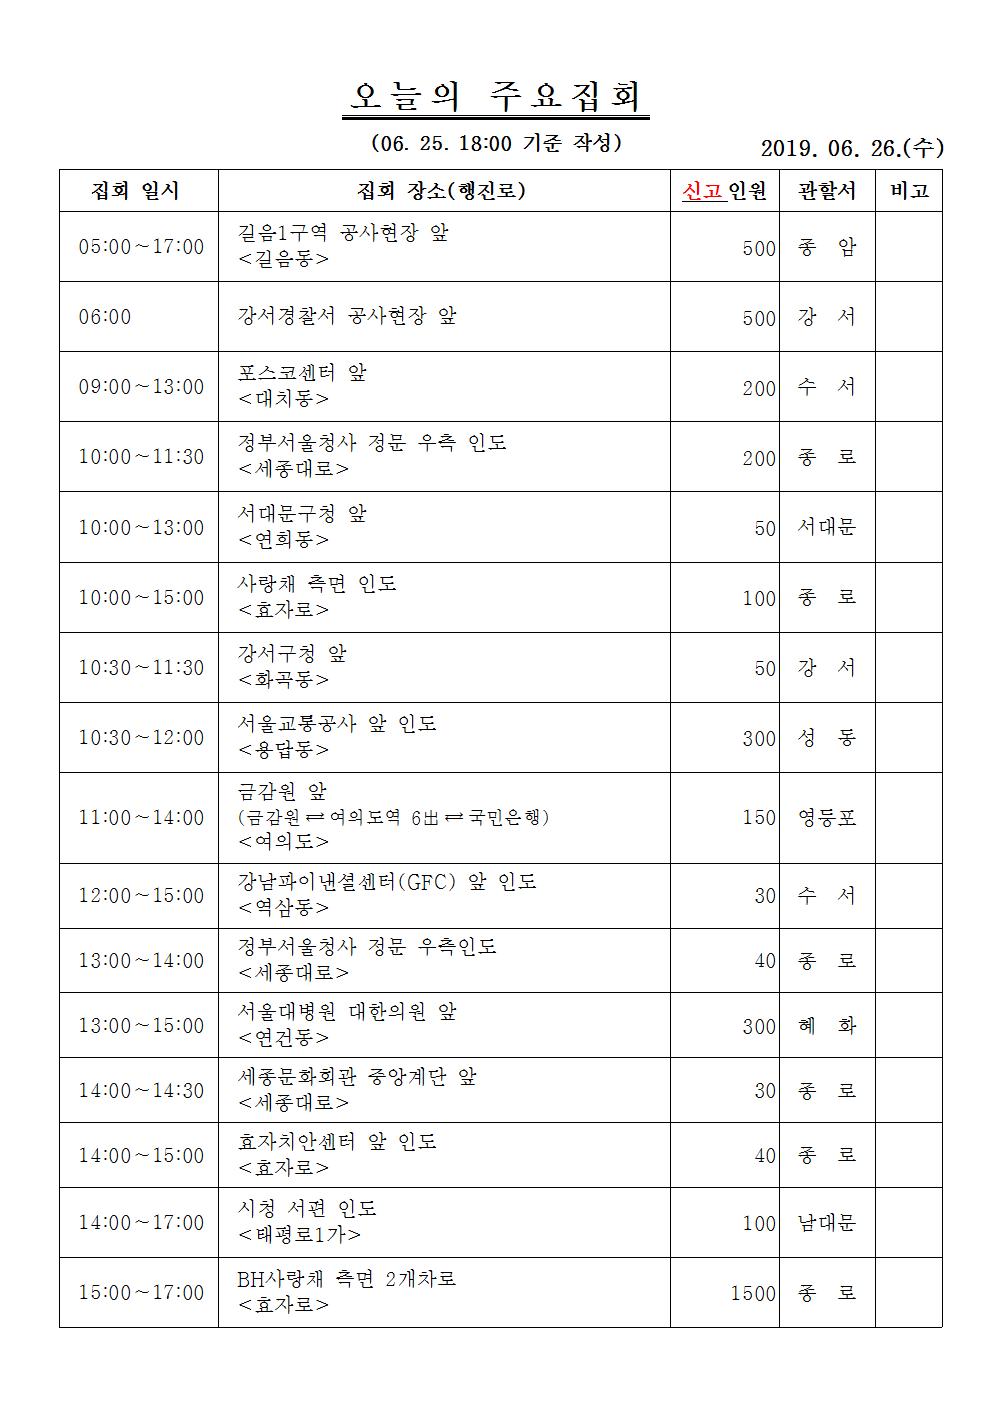 오늘의 주요집회
(06. 25. 18:00 기준 작성)
2019. 06. 26.(수)
집회 일시 집회 장소(행진로) 신고인원 관할서 비고
05:00~17:00 길음1구역 공사현장 앞 <길음동> 500 종 암
06:00 강서경찰서 공사현장 앞 500 강 서
09:00~13:00 포스코센터 앞 <대치동> 200 수 서
10:00~11:30 정부서울청사 정문 우측 인도 <세종대로> 200 종 로
10:00~13:00 서대문구청 앞 <연희동> 50 서대문
10:00~15:00 사랑채 측면 인도 <효자로> 100 종 로
10:30~11:30 강서구청 앞 <화곡동> 50 강 서
10:30~12:00 서울교통공사 앞 인도 <용답동> 300 성 동
11:00~14:00 금감원 앞 (금감원⇄여의도역 6出⇄국민은행) <여의도> 150 영등포
12:00~15:00 강남파이낸셜센터(GFC) 앞 인도 <역삼동> 30 수 서
13:00~14:00 정부서울청사 정문 우측인도 <세종대로> 40 종 로
13:00~15:00 서울대병원 대한의원 앞 <연건동> 300 혜 화
14:00~14:30 세종문화회관 중앙계단 앞 <세종대로> 30 종 로
14:00~15:00 효자치안센터 앞 인도 <효자로> 40 종 로
14:00~17:00 시청 서편 인도 <태평로1가> 100 남대문
15:00~17:00 BH사랑채 측면 2개차로 <효자로> 1500 종 로